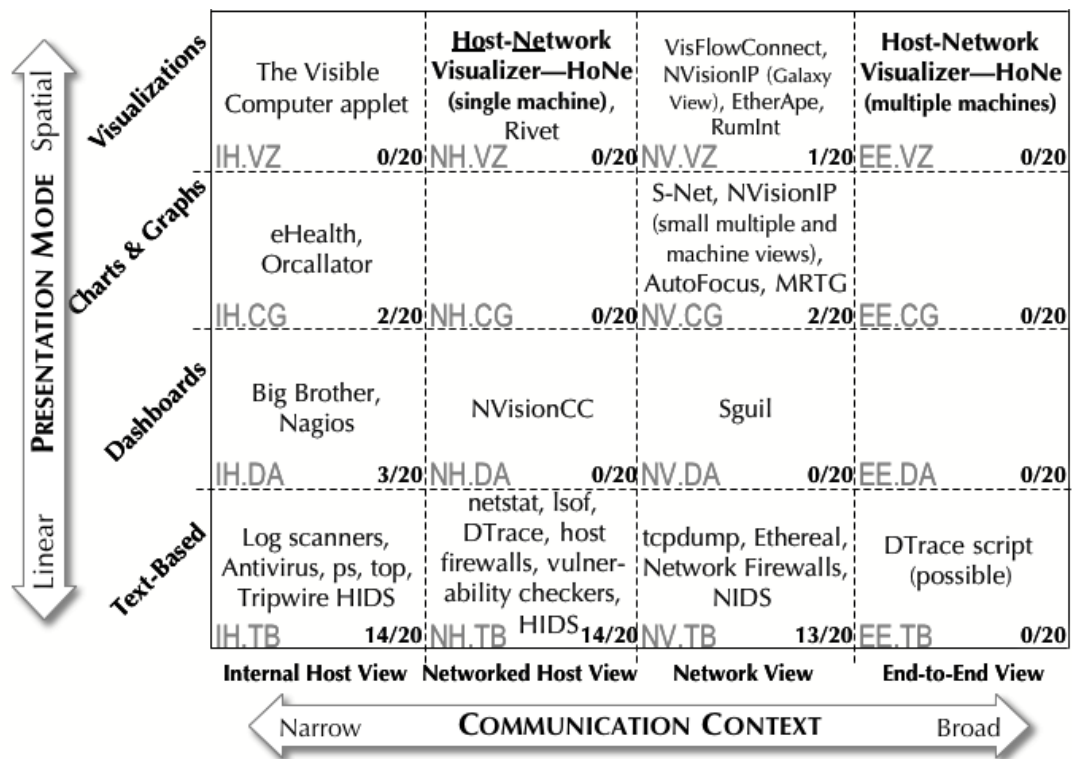 PRESENTATION MODE
Spatial
Linear
Visualizations
The Visible
Computer applet
IH.VZ 0/20
Host-Network
Visualizer—HoNe
(single machine),
Rivet
NH.VZ 0/20
VisFlowConnect,
NVisionIP (Galaxy
View), EtherApe,
RumInt
NV.VZ 1/20
Host-Network
Visualizer—HoNe
(multiple machines)
EE.VZ 0/20
Charts & Graphs
eHealth,
Orcallator
IH.CG 2/20
NH.CG 0/20
S-Net, NVisionIP
(small multiple and
machine views),
AutoFocus, MRTG
NV.CG 2/20
EE.CG 0/20
Dashboards
Big Brother,
Nagios
IH.DA 3/20
NVisionCC
NH.DA 0/20
Sguil
NV.DA 0/20
EE.DA 0/20
Text-Based
Log scanners,
Antivirus, ps, top,
Tripwire HIDS
IH.TB 14/20
netstat, lsof,
DTrace, host
firewalls, vulner-
ability checkers,
HIDS
NH.TB 14/20
tcpdump, Ethereal,
Network Firewalls,
NIDS
NV.TB 13/20
DTrace script
(possible)
EE.TB 0/20
Internal Host View Networked Host View Network View End-to-End View
Narrow COMMUNICATION CONTEXT Broad